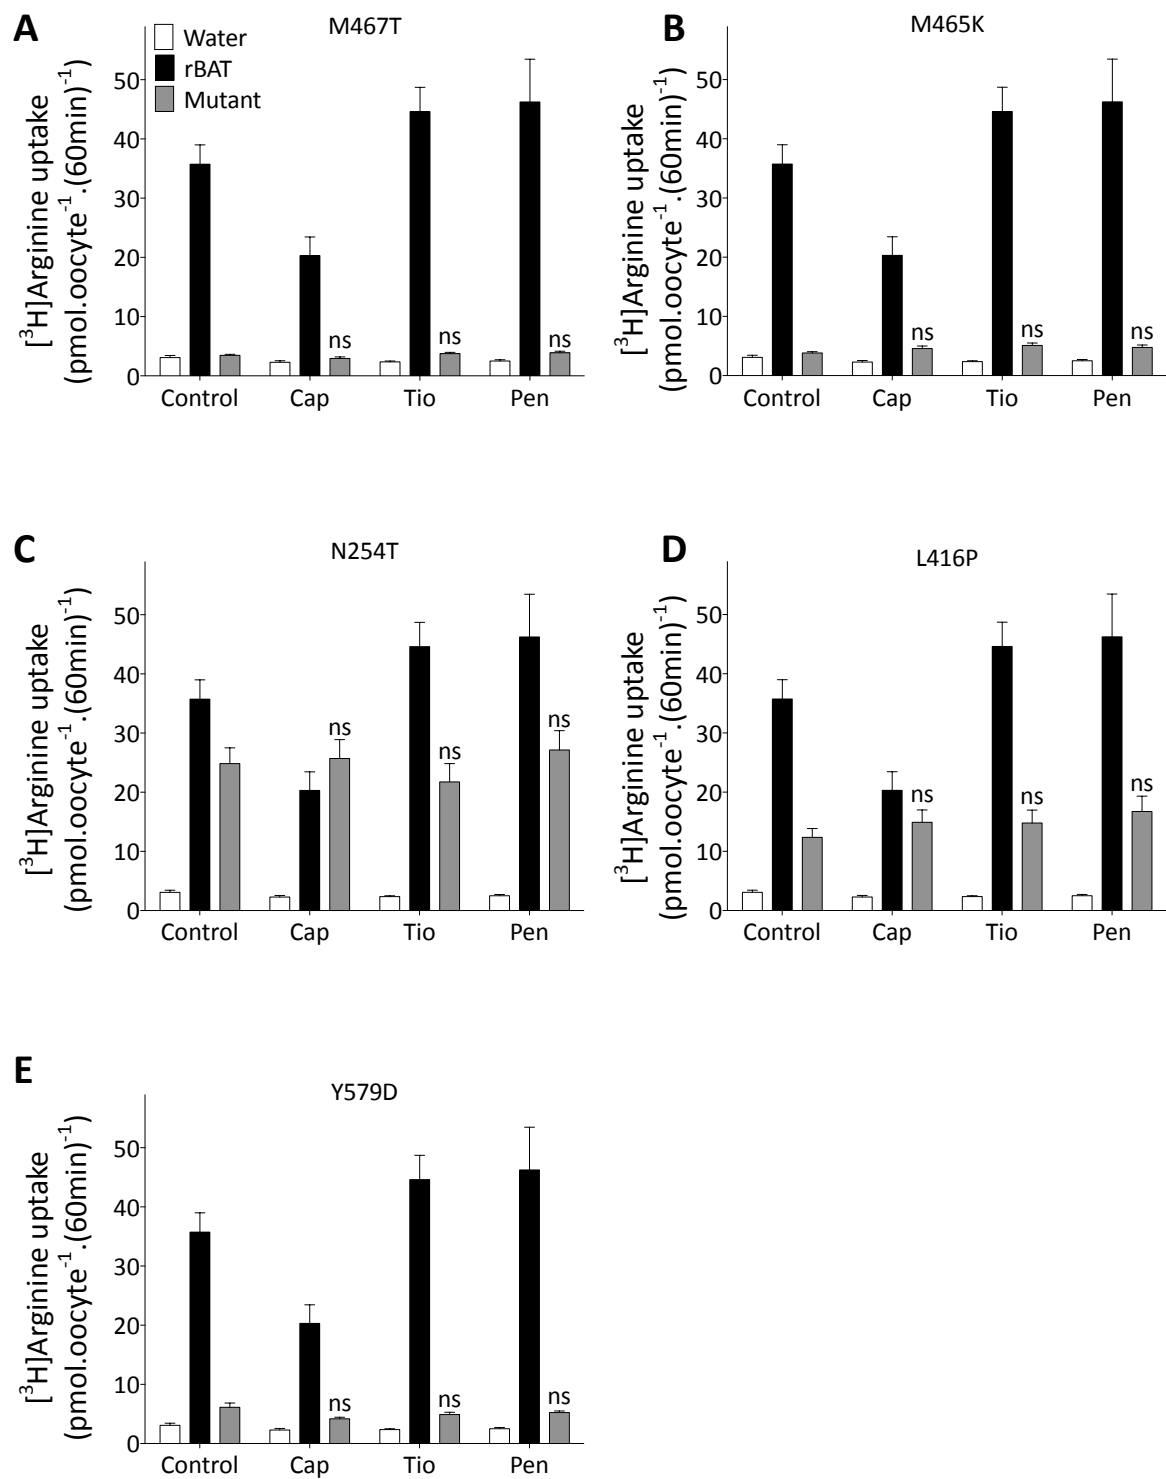 A
M467T
Water
rBAT
Mutant
[³H]Arginine uptake
(pmol.oocyte⁻¹.(60min)⁻¹)
50
40
30
20
10
0
ns
ns
ns
Control
Cap
Tio
Pen
B
M465K
[³H]Arginine uptake
(pmol.oocyte⁻¹.(60min)⁻¹)
50
40
30
20
10
0
ns
ns
ns
Control
Cap
Tio
Pen
C
N254T
[³H]Arginine uptake
(pmol.oocyte⁻¹.(60min)⁻¹)
50
40
30
20
10
0
ns
ns
ns
Control
Cap
Tio
Pen
D
L416P
[³H]Arginine uptake
(pmol.oocyte⁻¹.(60min)⁻¹)
50
40
30
20
10
0
ns
ns
ns
Control
Cap
Tio
Pen
E
Y579D
[³H]Arginine uptake
(pmol.oocyte⁻¹.(60min)⁻¹)
50
40
30
20
10
0
ns
ns
ns
Control
Cap
Tio
Pen